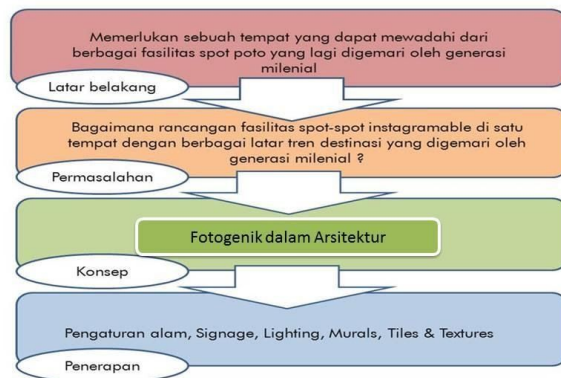 Memerlukan sebuah tempat yang dapat mewadahi dari
berbagai fasilitas spot poto yang lagi digemari oleh generasi
milenial
Latar belakang
Bagaimana rancangan fasilitas spot-spot instagramable di satu
tempat dengan berbagai latar tren destinasi yang digemari oleh
generasi milenial ?
Permasalahan
Fotogenik dalam Arsitektur
Konsep
Pengaturan alam, Signage, Lighting, Murals, Tiles & Textures
Penerapan